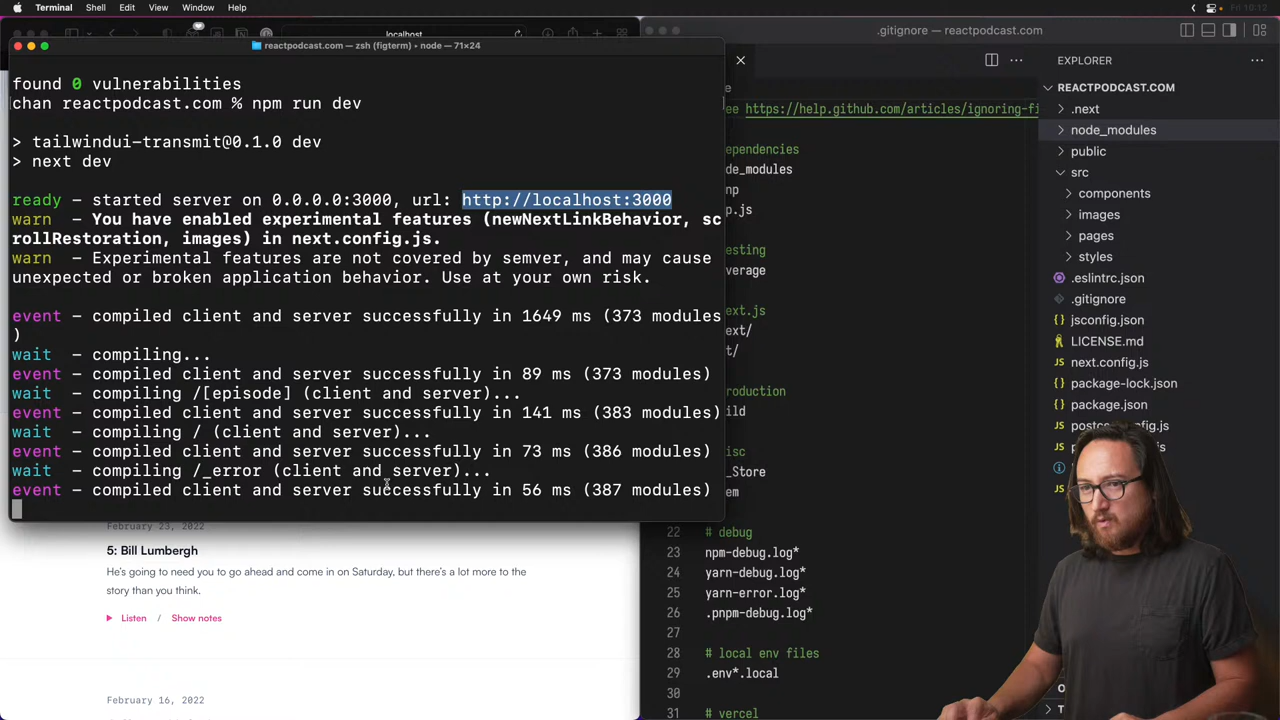 Terminal Shell Edit View Window Help
Fri 10:12
localhost
reactpodcast.com — zsh (figterm) • node — 71×24
found 0 vulnerabilities
chan reactpodcast.com % npm run dev
> tailwindui-transmit@0.1.0 dev
> next dev
ready - started server on 0.0.0.0:3000, url: http://localhost:3000
warn - You have enabled experimental features (newNextLinkBehavior, sc
rollRestoration, images) in next.config.js.
warn - Experimental features are not covered by semver, and may cause
unexpected or broken application behavior. Use at your own risk.
event - compiled client and server successfully in 1649 ms (373 modules
)
wait - compiling...
event - compiled client and server successfully in 89 ms (373 modules)
wait - compiling /[episode] (client and server)...
event - compiled client and server successfully in 141 ms (383 modules)
wait - compiling / (client and server)...
event - compiled client and server successfully in 73 ms (386 modules)
wait - compiling /_error (client and server)...
event - compiled client and server successfully in 56 ms (387 modules)
February 23, 2022
5: Bill Lumbergh
He's going to need you to go ahead and come in on Saturday, but there's a lot more to the
story than you think.
Listen / Show notes
February 16, 2022
.gitignore — reactpodcast.com
https://help.github.com/articles/ignoring-fi
22 # debug
23 npm-debug.log*
24 yarn-debug.log*
25 yarn-error.log*
26 .pnpm-debug.log*
27
28 # local env files
29 .env*.local
30
31 # vercel
EXPLORER
REACTPODCAST.COM
.next
node_modules
public
src
components
images
pages
styles
.eslintrc.json
.gitignore
jsconfig.json
LICENSE.md
next.config.js
package-lock.json
package.json